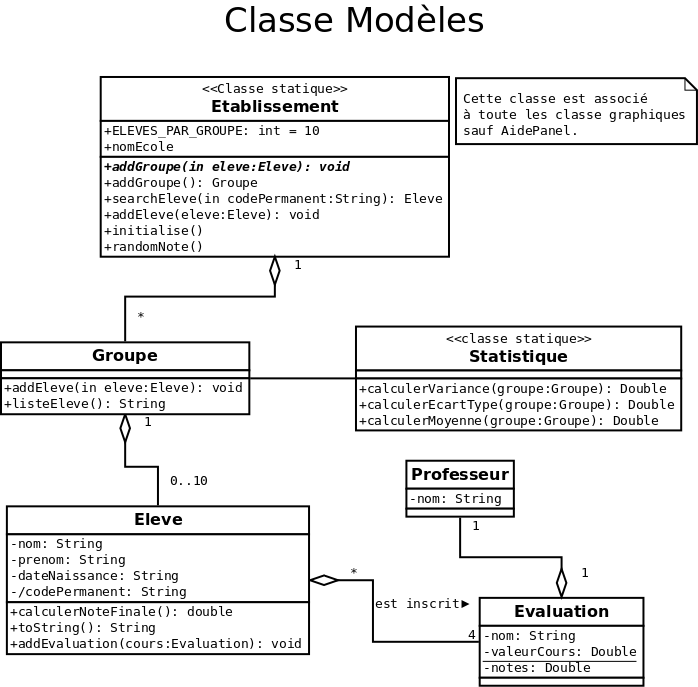 Classe Modèles
<<Classe statique>>
Etablissement
+ELEVES_PAR_GROUPE: int = 10
+nomEcole
+addGroupe(in eleve:Eleve): void
+addGroupe(): Groupe
+searchEleve(in codePermanent:String): Eleve
+addEleve(eleve:Eleve): void
+initialise()
+randomNote()
Cette classe est associé
à toute les classe graphiques
sauf AidePanel.
1
*
Groupe
+addEleve(in eleve:Eleve): void
+listeEleve(): String
<<classe statique>>
Statistique
+calculerVariance(groupe:Groupe): Double
+calculerEcartType(groupe:Groupe): Double
+calculerMoyenne(groupe:Groupe): Double
1
0..10
Professeur
-nom: String
1
Eleve
-nom: String
-prenom: String
-dateNaissance: String
-/codePermanent: String
+calculerNoteFinale(): double
+toString(): String
+addEvaluation(cours:Evaluation): void
*
est inscrit►
4
1
Evaluation
-nom: String
-valeurCours: Double
-notes: Double